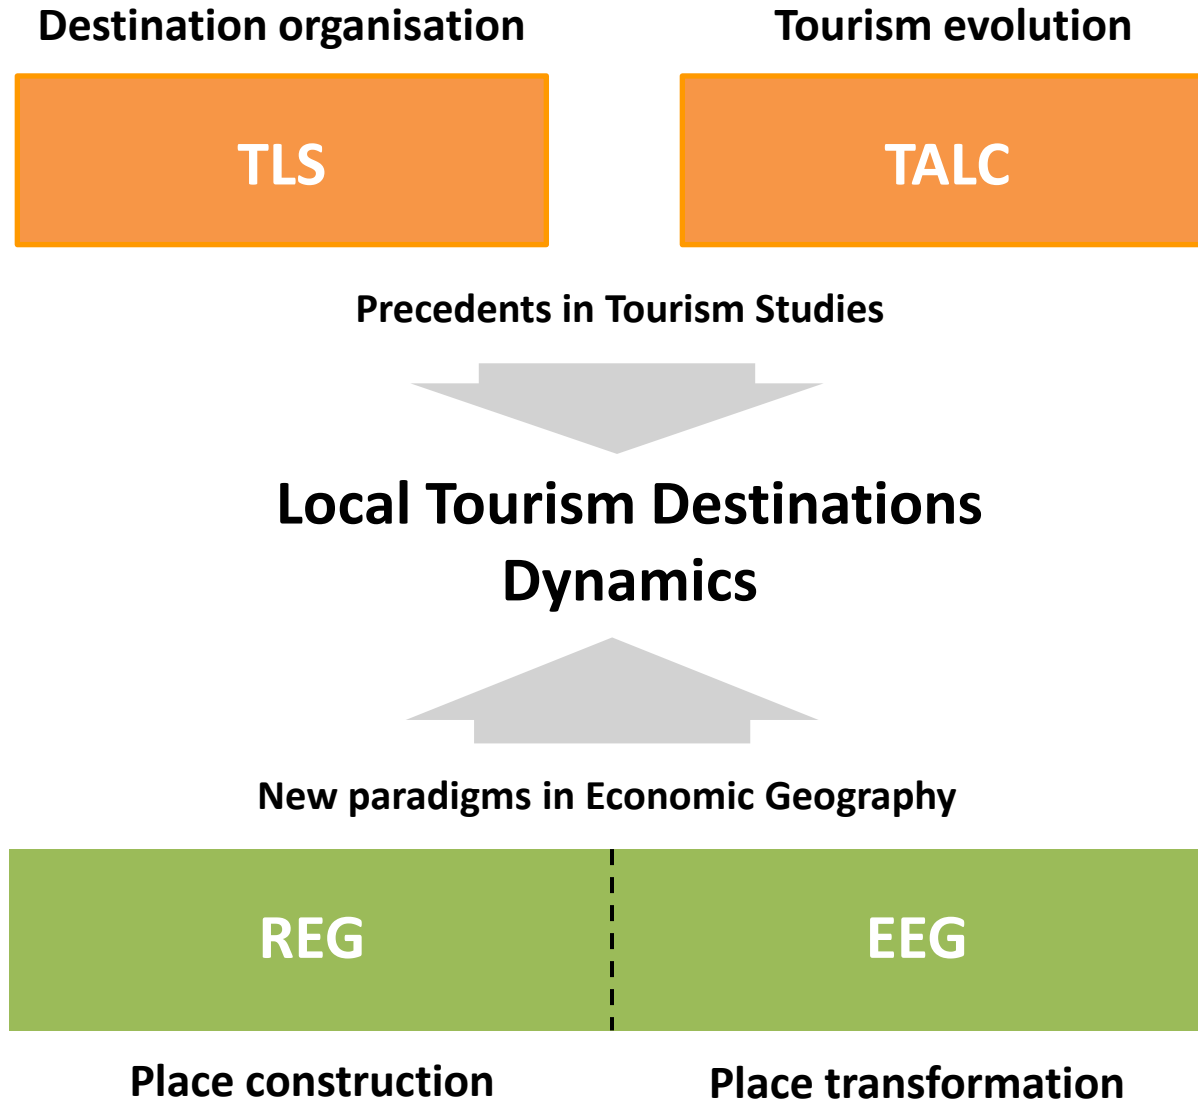 Destination organisation
Tourism evolution
TLS
TALC
Precedents in Tourism Studies
Local Tourism Destinations
Dynamics
New paradigms in Economic Geography
REG
EEG
Place construction
Place transformation